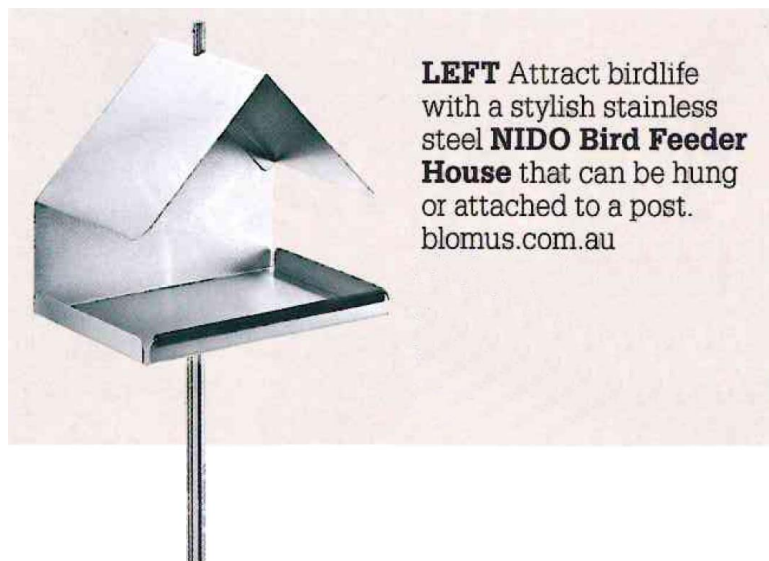 LEFT Attract birdlife
with a stylish stainless
steel NIDO Bird Feeder
House that can be hung
or attached to a post.
blomus.com.au